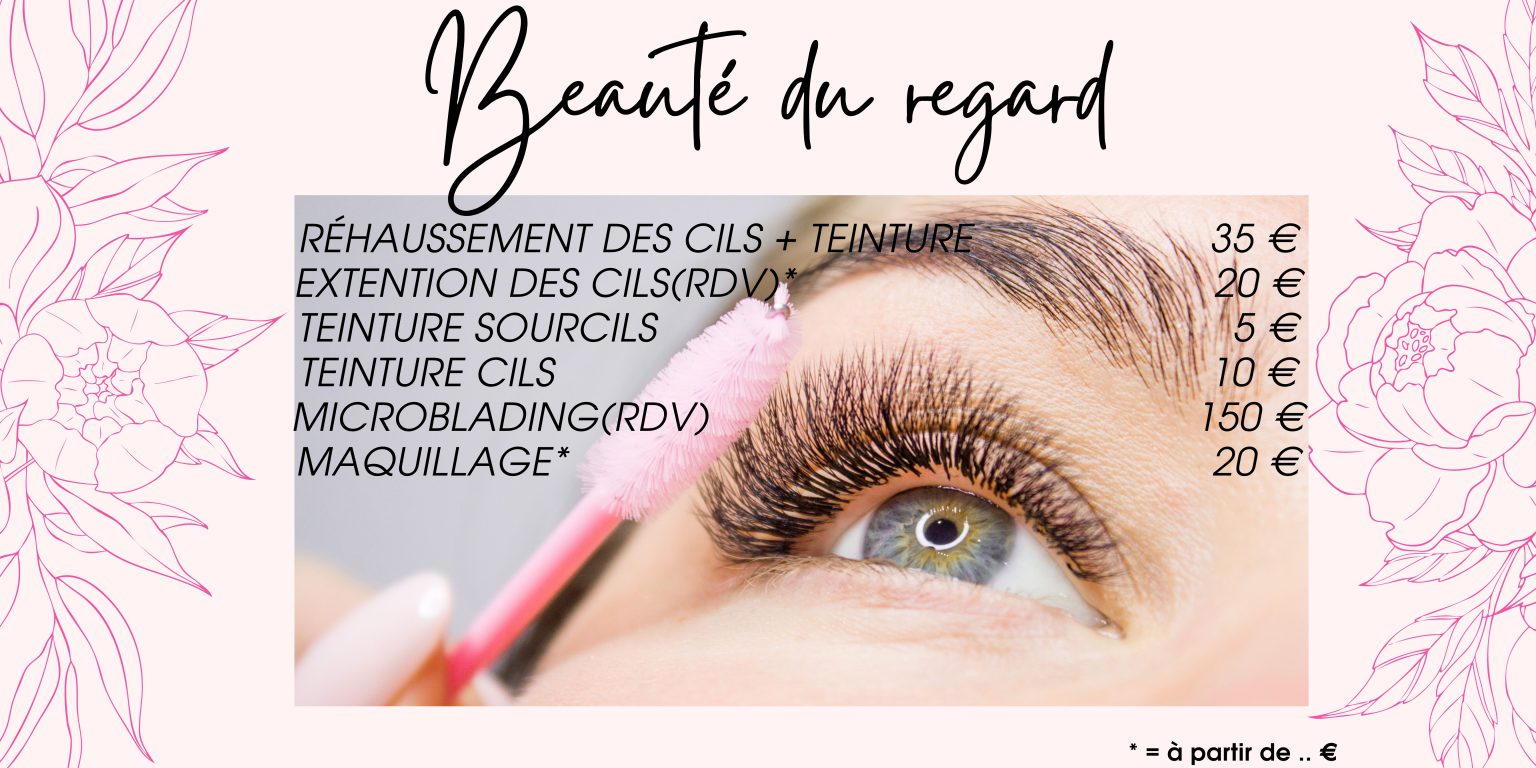 Beauté du regard
RÉHAUSSEMENT DES CILS + TEINTURE 35 €
EXTENTION DES CILS(RDV)* 20 €
TEINTURE SOURCILS 5 €
TEINTURE CILS 10 €
MICROBLADING(RDV) 150 €
MAQUILLAGE* 20 €
* = à partir de .. €